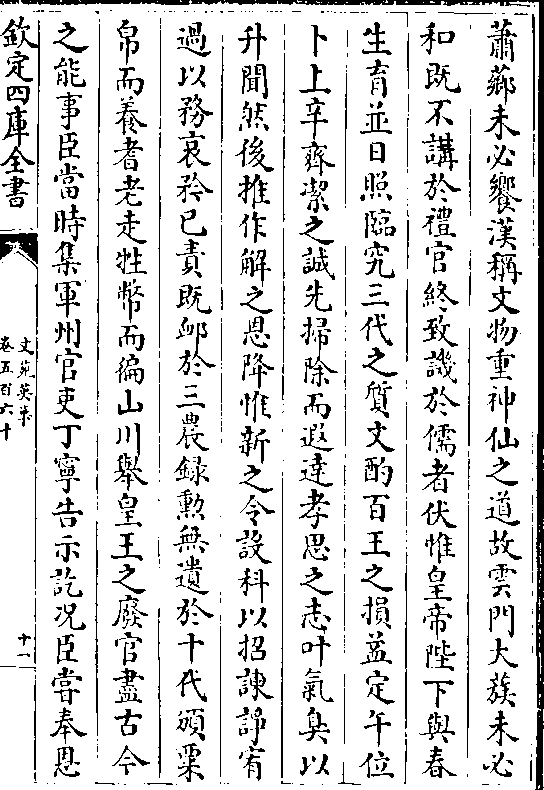 蕭薌未必饗漢稱文物重神仙之道故雲門大蔟未必
和既不講於禮官終致譏於儒者伏惟皇帝陛下與春
生育並日照臨究三代之質文酌百王之損益定午位
卜上辛齊潔之誠先掃除而遐達孝思之志叶氣臭以
升聞然後推作解之恩降惟新之令設科以招諫諍宥
過以務哀矜已責既䘏於三農録勲無遺於十代頒粟
帛而養耆老走牲幣而徧山川舉皇王之廢官盡古今
之能事臣當時集軍州官吏丁寧告示訖况臣嘗奉恩
欽定四庫全書
文苑英華
卷五百六十
十一